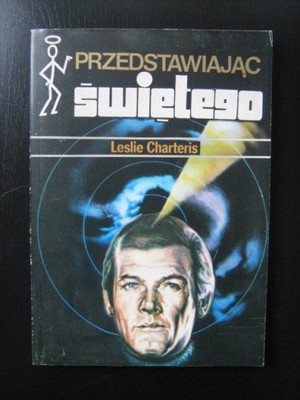 PRZEDSTAWIAJĄC
świętego
Leslie Charteris